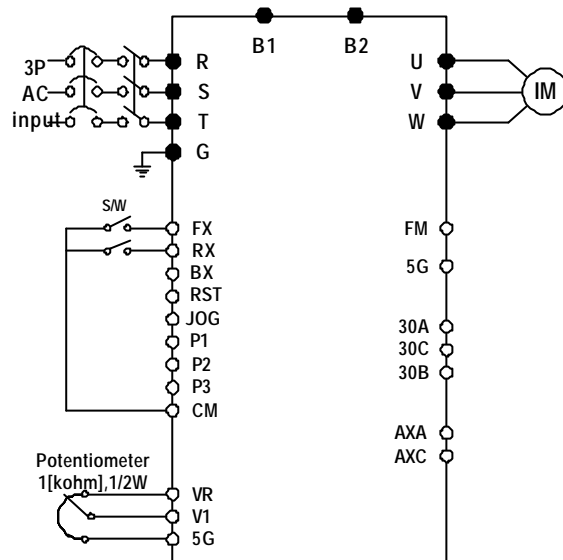 B1 B2
3P
AC
input
R
S
T
G
U
V
W
IM
S/W
FX
RX
BX
RST
JOG
P1
P2
P3
CM
FM
5G
30A
30C
30B
AXA
AXC
Potentiometer
1[kohm],1/2W
VR
V1
5G